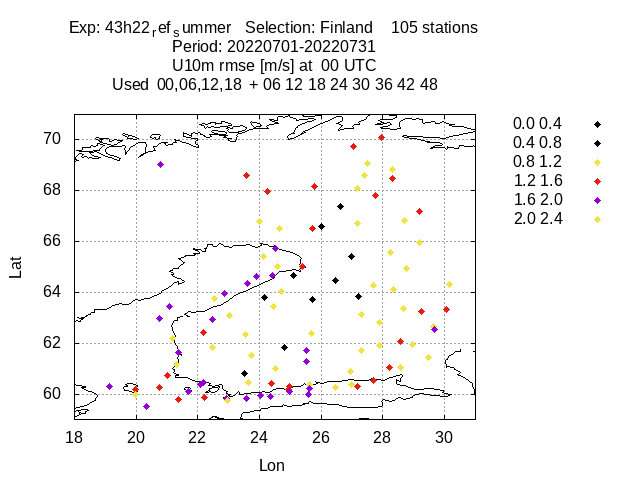 Exp: 43h22refsummer   Selection: Finland    105 stations
Period: 20220701-20220731
U10m rmse [m/s] at  00 UTC
Used  00,06,12,18  + 06 12 18 24 30 36 42 48
0.0 0.4
0.4 0.8
0.8 1.2
1.2 1.6
1.6 2.0
2.0 2.4
70
68
66
64
62
60
Lat
18 20 22 24 26 28 30
Lon